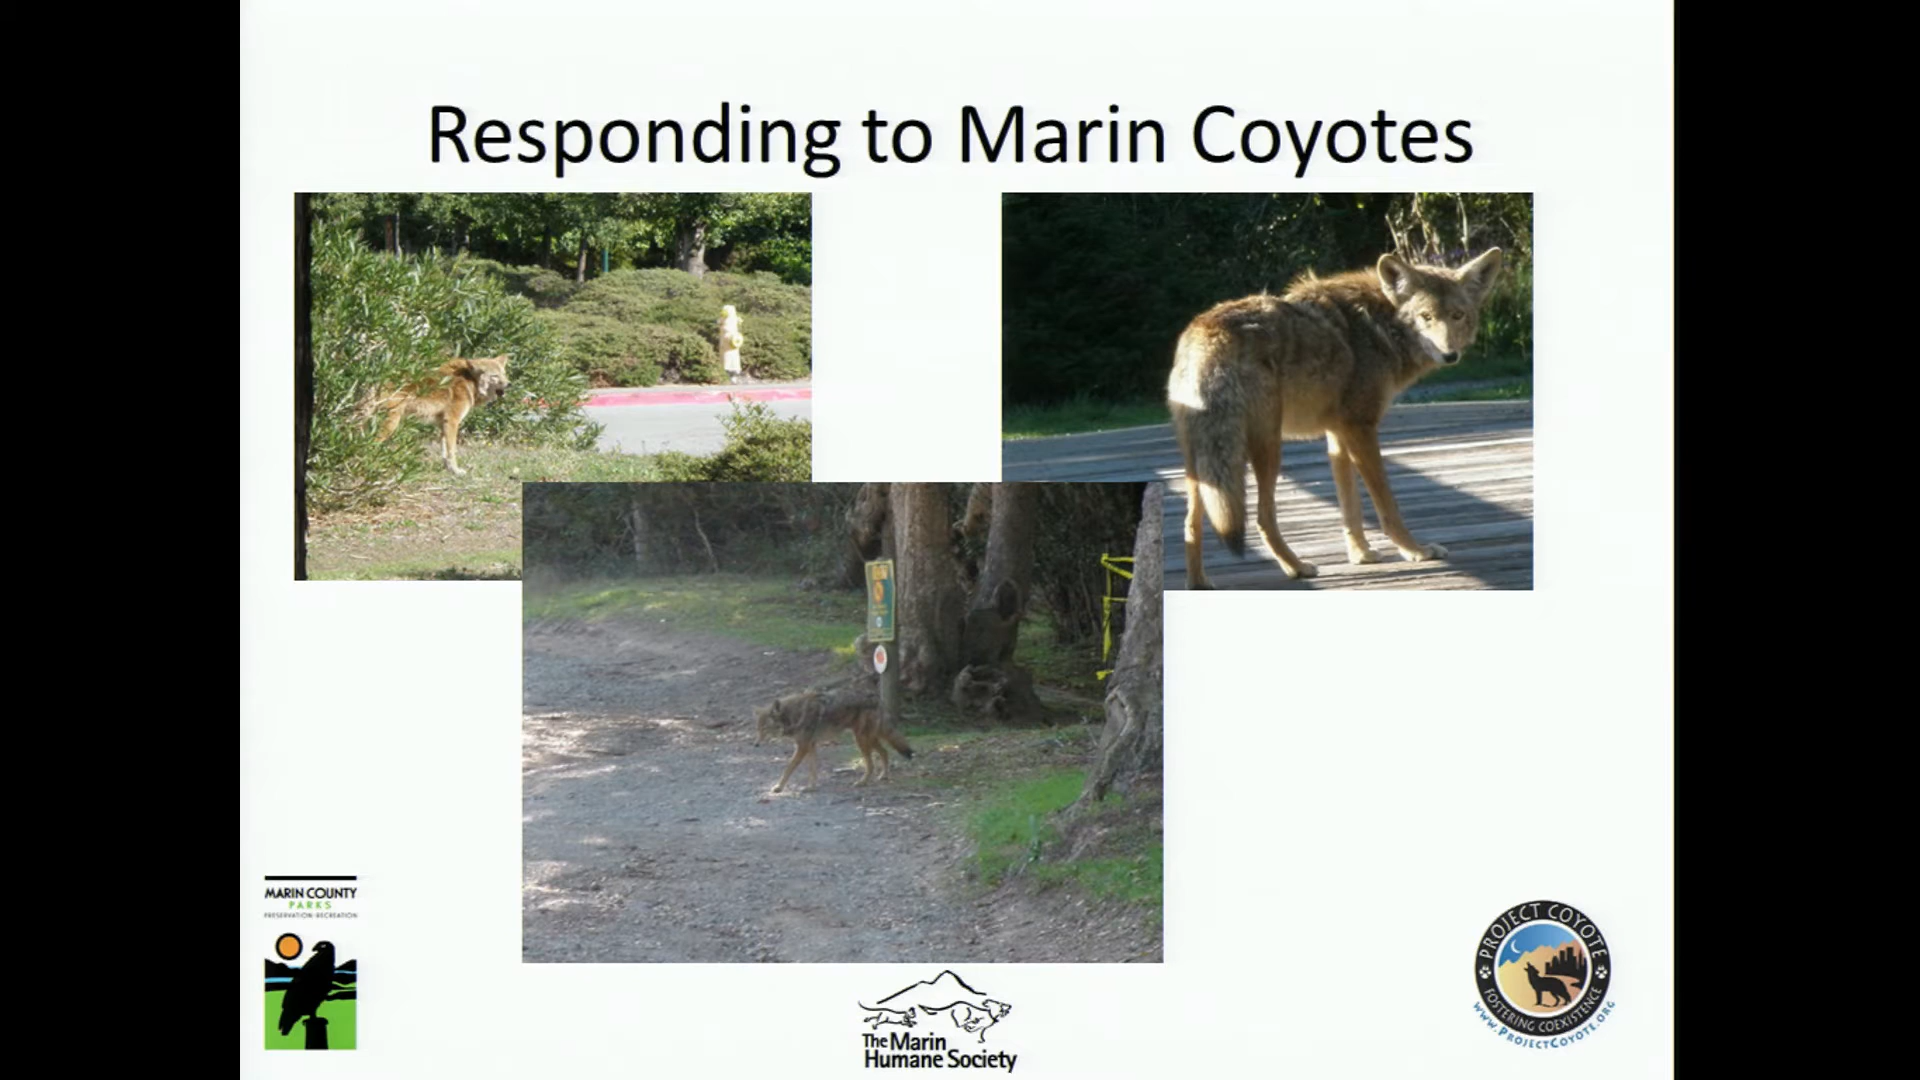 Responding to Marin Coyotes
MARIN COUNTY
PARKS
PRESERVATION·RECREATION
The Marin
Humane Society
PROJECT COYOTE
FOSTERING COEXISTENCE
WWW.PROJECTCOYOTE.ORG